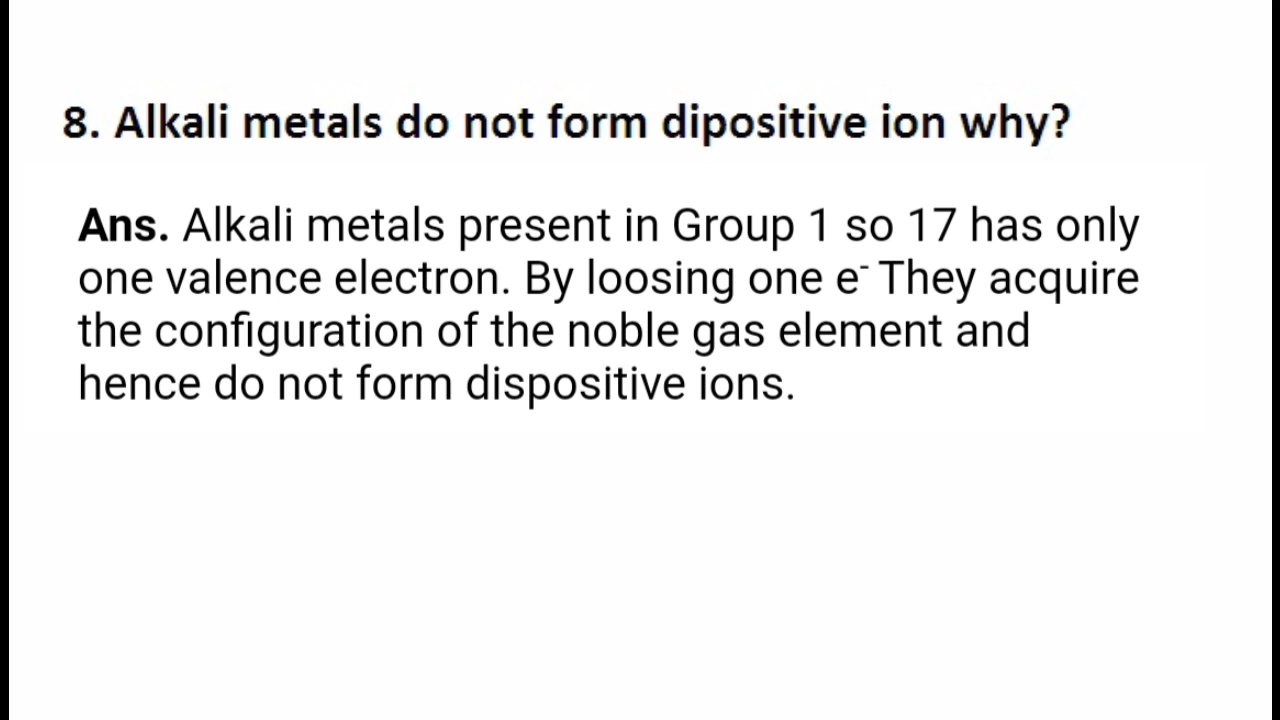 8. Alkali metals do not form dipositive ion why?
Ans. Alkali metals present in Group 1 so 17 has only
one valence electron. By loosing one e⁻ They acquire
the configuration of the noble gas element and
hence do not form dispositive ions.